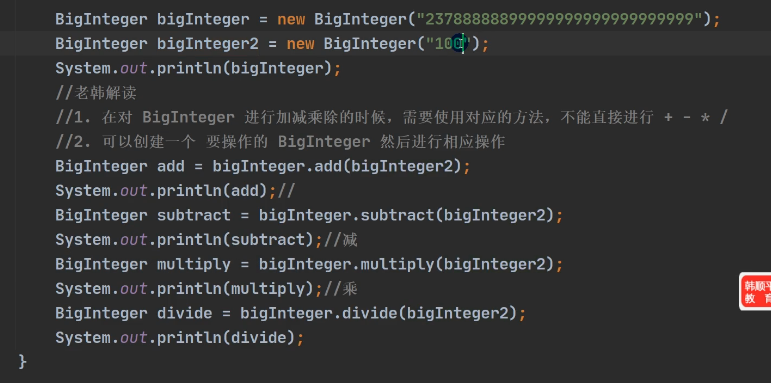 BigInteger bigInteger = new BigInteger("23788888899999999999999999999");
BigInteger bigInteger2 = new BigInteger("100");
System.out.println(bigInteger);
//老韩解读
//1. 在对 BigInteger 进行加减乘除的时候，需要使用对应的方法，不能直接进行 + - * /
//2. 可以创建一个 要操作的 BigInteger 然后进行相应操作
BigInteger add = bigInteger.add(bigInteger2);
System.out.println(add);//
BigInteger subtract = bigInteger.subtract(bigInteger2);
System.out.println(subtract);//减
BigInteger multiply = bigInteger.multiply(bigInteger2);
System.out.println(multiply);//乘
BigInteger divide = bigInteger.divide(bigInteger2);
System.out.println(divide);
}
韩顺平
教 育